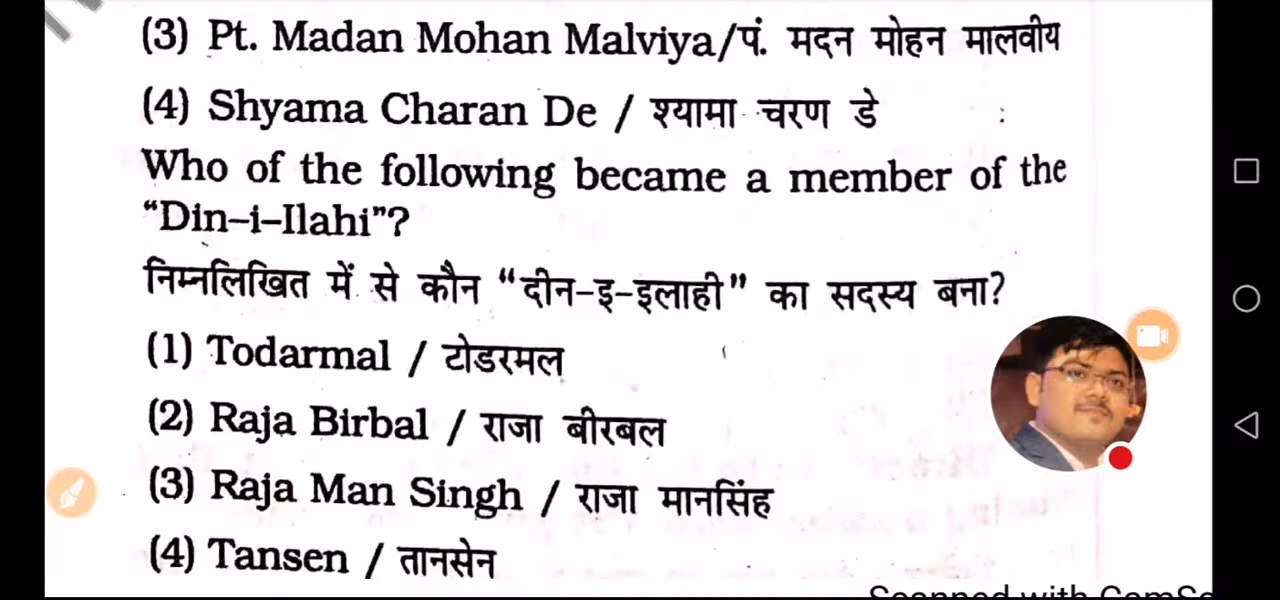 (3) Pt. Madan Mohan Malviya/पं. मदन मोहन मालवीय
(4) Shyama Charan De / श्यामा चरण डे
Who of the following became a member of the
“Din–i–Ilahi”?
निम्नलिखित में से कौन “दीन-इ-इलाही” का सदस्य बना?
(1) Todarmal / टोडरमल
(2) Raja Birbal / राजा बीरबल
(3) Raja Man Singh / राजा मानसिंह
(4) Tansen / तानसेन
Scanned with